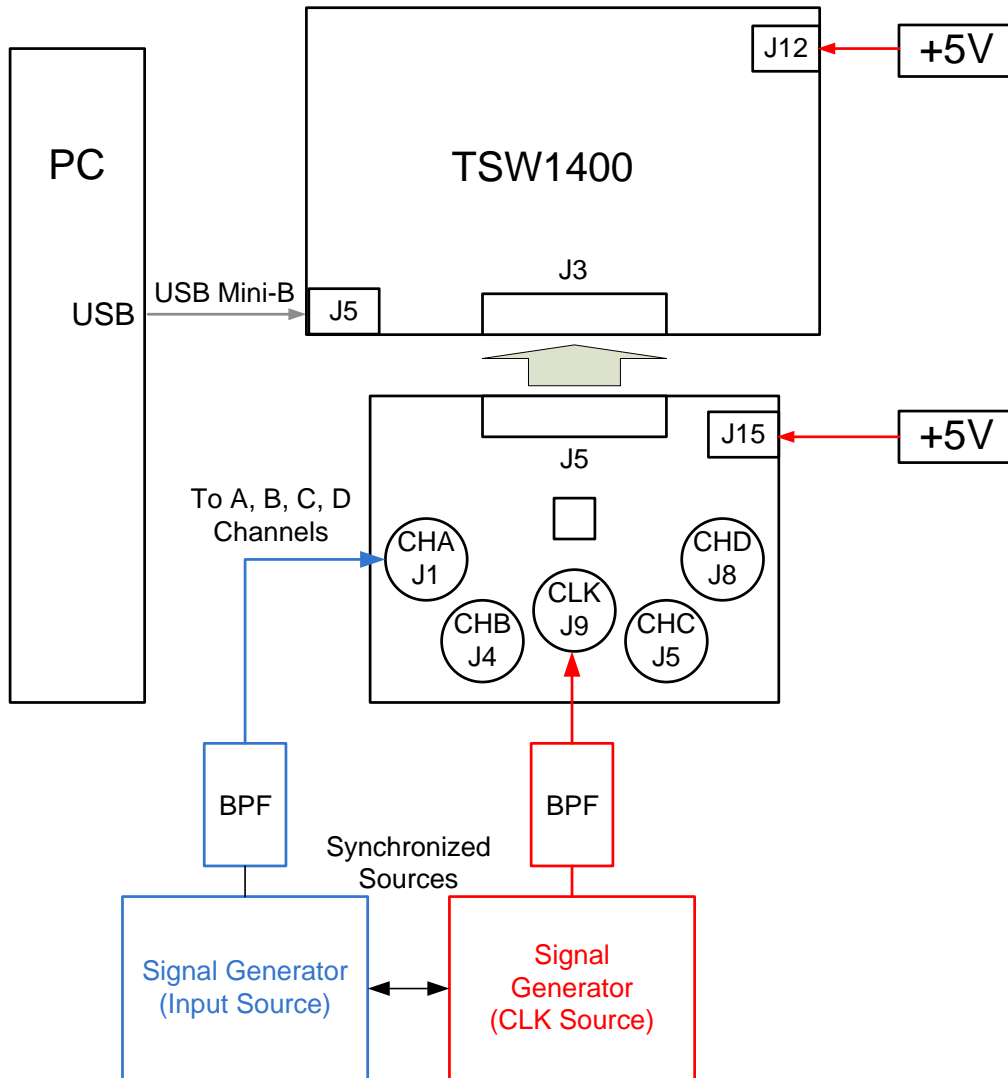 J12
+5V
PC
TSW1400
J3
USB Mini-B
USB
J5
J15
+5V
J5
To A, B, C, D
Channels
CHA
J1
CHD
J8
CLK
J9
CHB
J4
CHC
J5
BPF
BPF
Synchronized
Sources
Signal Generator
(Input Source)
Signal
Generator
(CLK Source)